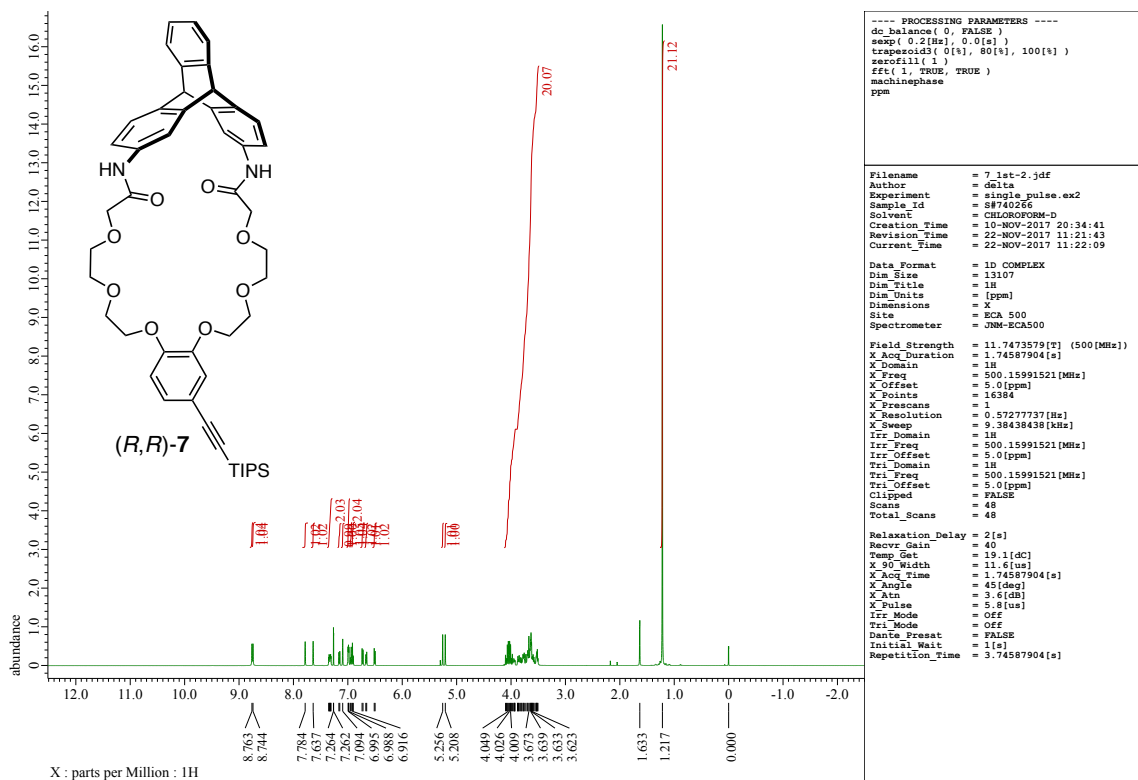 16.0
15.0
14.0
13.0
12.0
11.0
10.0
9.0
8.0
7.0
6.0
5.0
4.0
3.0
2.0
1.0
0
abundance
HN
NH
O
O
O
O
O
O
O
O
(R,R)-7
TIPS
20.07
21.12
1.04
2.03
2.04
1.02
1.00
12.0 11.0 10.0 9.0 8.0 7.0 6.0 5.0 4.0 3.0 2.0 1.0 0 -1.0 -2.0
8.763
8.744
7.784
7.637
7.264
7.262
7.094
6.995
6.988
6.916
5.256
5.208
4.049
4.026
4.009
3.673
3.639
3.633
3.623
1.633
1.217
0.000
X : parts per Million : 1H
---- PROCESSING PARAMETERS ----
dc_balance( 0, FALSE )
sexp( 0.2[Hz], 0.0[s] )
trapezoid3( 0[%], 80[%], 100[%] )
zerofill( 1 )
fft( 1, TRUE, TRUE )
machinephase
ppm
Filename = 7_1st-2.jdf
Author = delta
Experiment = single_pulse.ex2
Sample_Id = S#740266
Solvent = CHLOROFORM-D
Creation_Time = 10-NOV-2017 20:34:41
Revision_Time = 22-NOV-2017 11:21:43
Current_Time = 22-NOV-2017 11:22:09
Data_Format = 1D COMPLEX
Dim_Size = 13107
Dim_Title = 1H
Dim_Units = [ppm]
Dimensions = X
Site = ECA 500
Spectrometer = JNM-ECA500
Field_Strength = 11.7473579[T] (500[MHz])
X_Acq_Duration = 1.74587904[s]
X_Domain = 1H
X_Freq = 500.15991521[MHz]
X_Offset = 5.0[ppm]
X_Points = 16384
X_Prescans = 1
X_Resolution = 0.57277737[Hz]
X_Sweep = 9.38438438[kHz]
Irr_Domain = 1H
Irr_Freq = 500.15991521[MHz]
Irr_Offset = 5.0[ppm]
Tri_Domain = 1H
Tri_Freq = 500.15991521[MHz]
Tri_Offset = 5.0[ppm]
Clipped = FALSE
Scans = 48
Total_Scans = 48
Relaxation_Delay = 2[s]
Recvr_Gain = 40
Temp_Get = 19.1[dC]
X_90_Width = 11.6[us]
X_Acq_Time = 1.74587904[s]
X_Angle = 45[deg]
X_Atn = 3.6[dB]
X_Pulse = 5.8[us]
Irr_Mode = Off
Tri_Mode = Off
Dante_Presat = FALSE
Initial_Wait = 1[s]
Repetition_Time = 3.74587904[s]